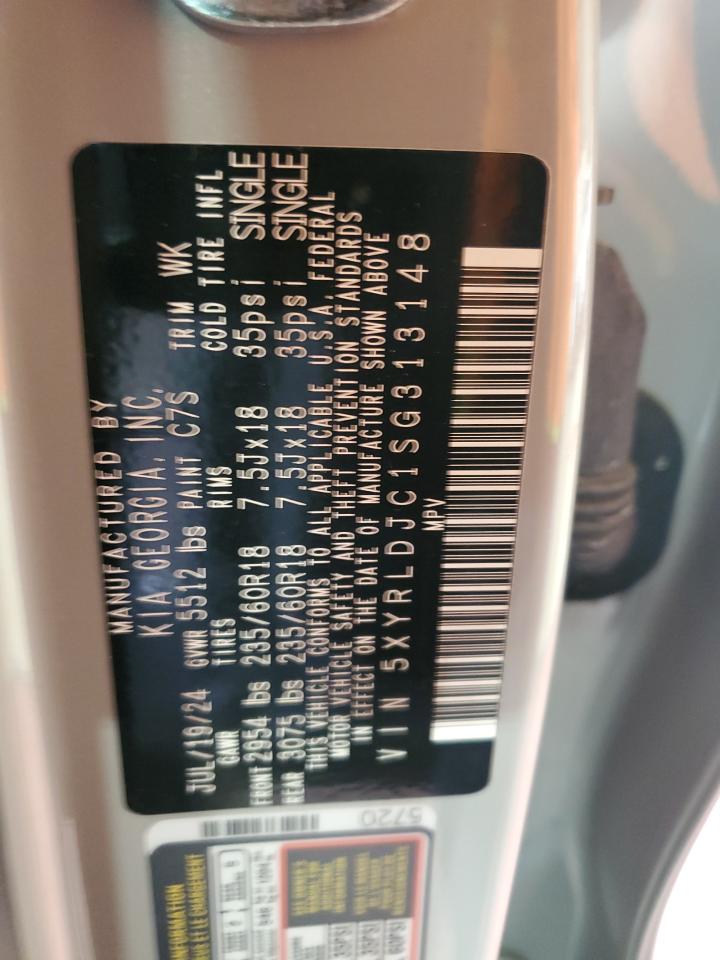 MANUFACTURED BY
KIA GEORGIA, INC.
JUL/19/24 GVWR 5512 lbs PAINT C7S TRIM WK
GAWR TIRES RIMS COLD TIRE INFL
FRONT 2954 lbs 235/60R18 7.5Jx18 35psi SINGLE
REAR 3075 lbs 235/60R18 7.5Jx18 35psi SINGLE
THIS VEHICLE CONFORMS TO ALL APPLICABLE U.S.A. FEDERAL
MOTOR VEHICLE SAFETY AND THEFT PREVENTION STANDARDS
IN EFFECT ON THE DATE OF MANUFACTURE SHOWN ABOVE
VIN 5XYRLDJC1SG313148
MPV
5720